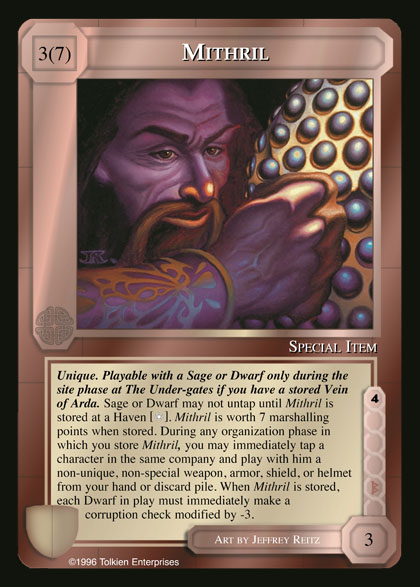 3(7)
MITHRIL
JR
SPECIAL ITEM
Unique. Playable with a Sage or Dwarf only during the
site phase at The Under-gates if you have a stored Vein
of Arda. Sage or Dwarf may not untap until Mithril is
stored at a Haven [ ]. Mithril is worth 7 marshalling
points when stored. During any organization phase in
which you store Mithril, you may immediately tap a
character in the same company and play with him a
non-unique, non-special weapon, armor, shield, or helmet
from your hand or discard pile. When Mithril is stored,
each Dwarf in play must immediately make a
corruption check modified by -3.
4
ART BY JEFFREY REITZ
3
©1996 Tolkien Enterprises